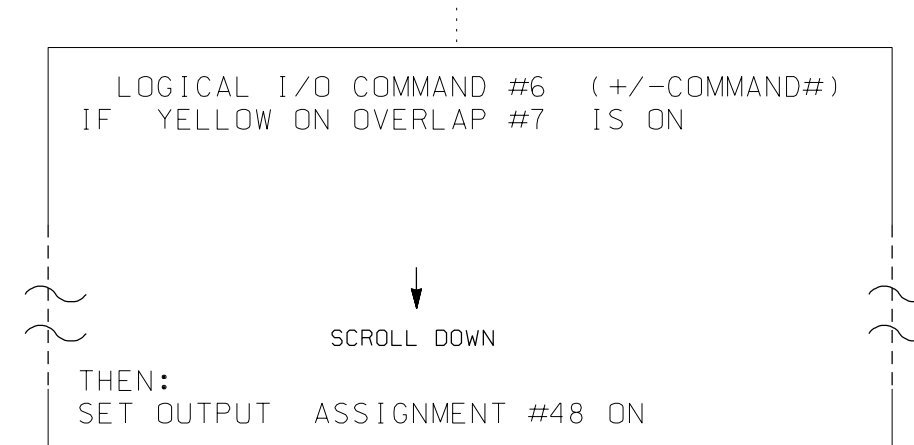 LOGICAL I/O COMMAND #6 (+/-COMMAND#)
IF YELLOW ON OVERLAP #7 IS ON
SCROLL DOWN
THEN:
SET OUTPUT ASSIGNMENT #48 ON